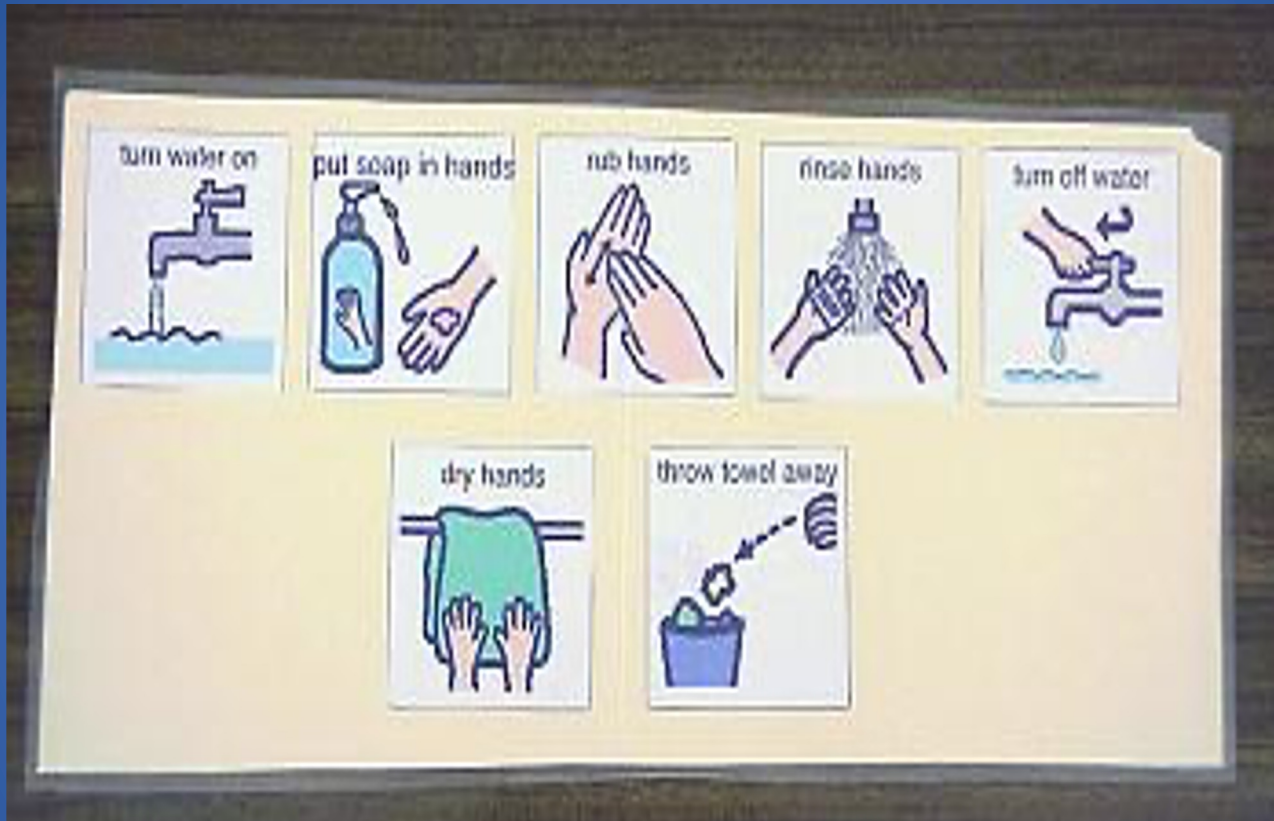 turn water on
put soap in hands
rub hands
rinse hands
turn off water
dry hands
throw towel away